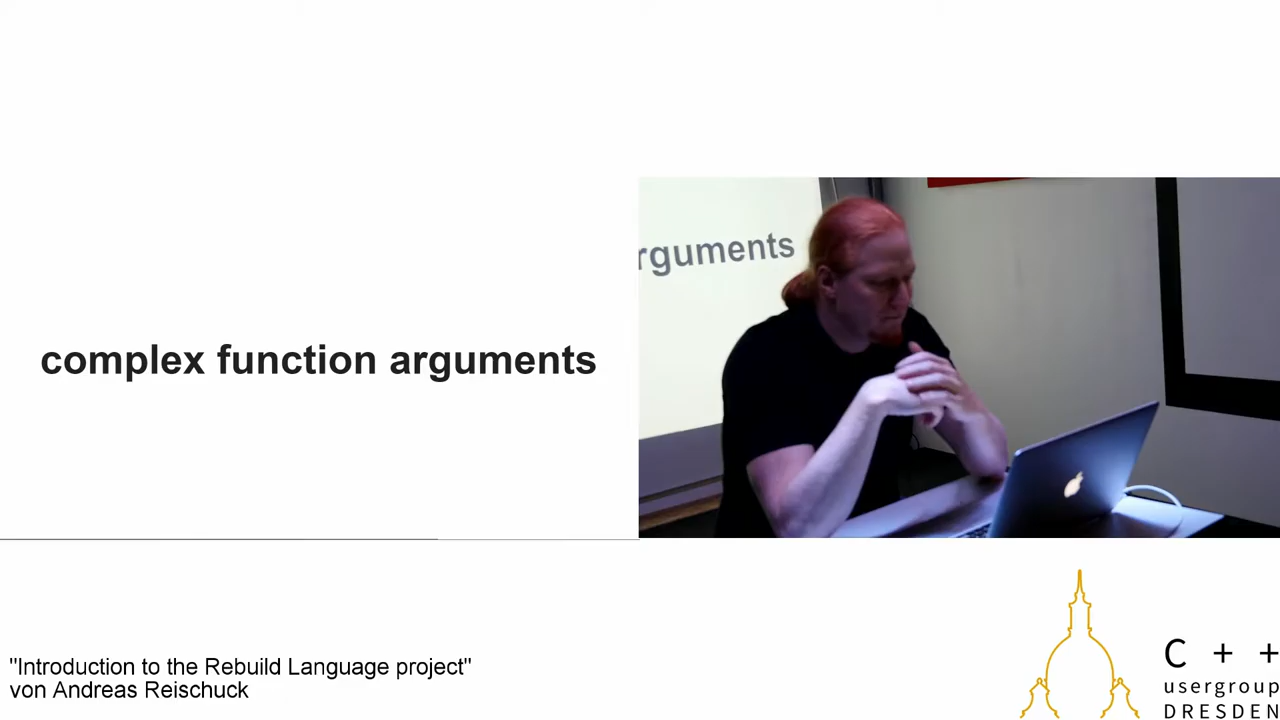 complex function arguments
rguments
"Introduction to the Rebuild Language project"
von Andreas Reischuck
C + +
usergroup
DRESDEN